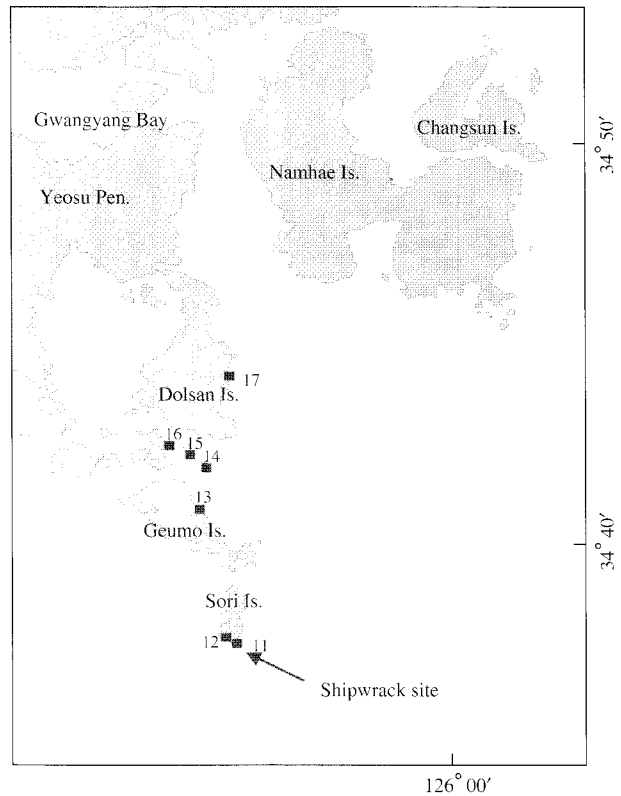 Gwangyang Bay
Changsun Is.
34° 50′
Namhae Is.
Yeosu Pen.
17
Dolsan Is.
16
15
14
13
Geumo Is.
34° 40′
Sori Is.
12
11
Shipwrack site
126° 00′